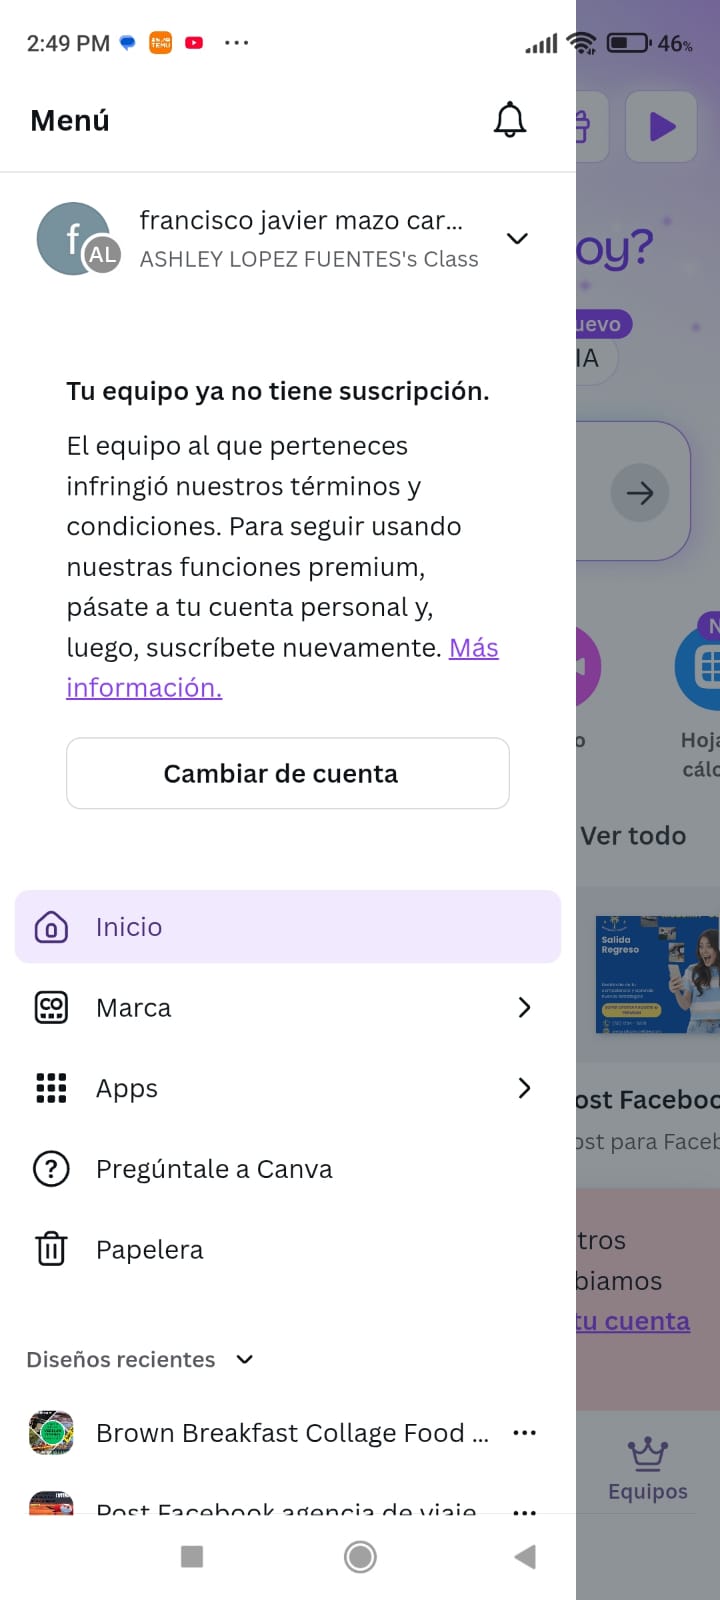 2:49 PM
46%
Menú
f
AL
francisco javier mazo car...
ASHLEY LOPEZ FUENTES's Class
oy?
uevo
IA
Tu equipo ya no tiene suscripción.
El equipo al que perteneces
infringió nuestros términos y
condiciones. Para seguir usando
nuestras funciones premium,
pásate a tu cuenta personal y,
luego, suscríbete nuevamente. Más
información.
Cambiar de cuenta
N
o
Hoja
cálc
Ver todo
Inicio
Salida
Regreso
CO
Marca
Apps
ost Faceboo
ost para Faceb
Pregúntale a Canva
Papelera
tros
biamos
tu cuenta
Diseños recientes
Brown Breakfast Collage Food ...
Post Facebook agencia de viaje
Equipos